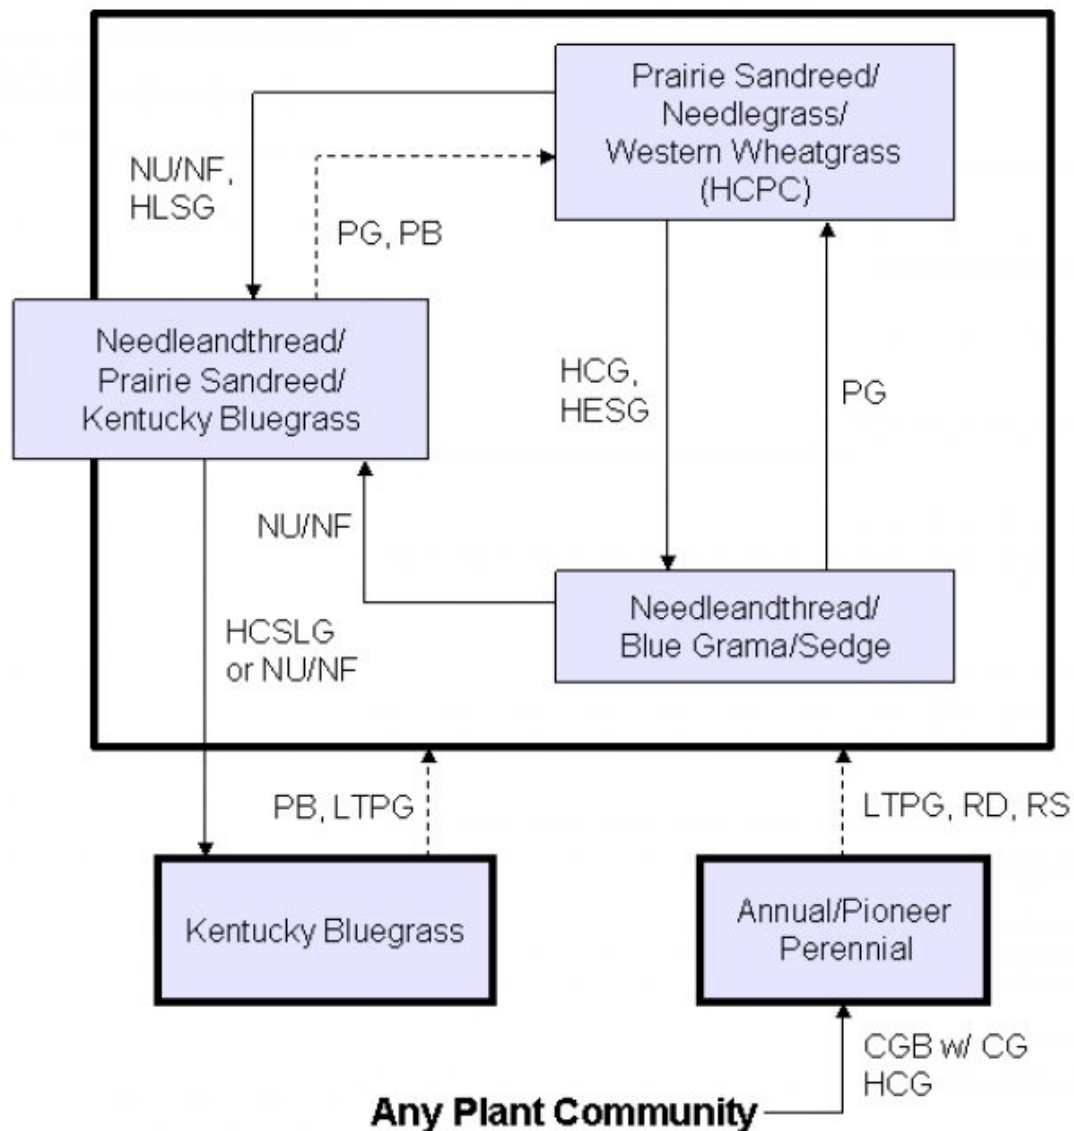 Prairie Sandreed/
Needlegrass/
Western Wheatgrass
(HCPC)
NU/NF,
HLSG
PG, PB
Needleandthread/
Prairie Sandreed/
Kentucky Bluegrass
HCG,
HESG
PG
NU/NF
Needleandthread/
Blue Grama/Sedge
HCSLG
or NU/NF
PB, LTPG
LTPG, RD, RS
Kentucky Bluegrass
Annual/Pioneer
Perennial
CGB w/ CG
HCG
Any Plant Community